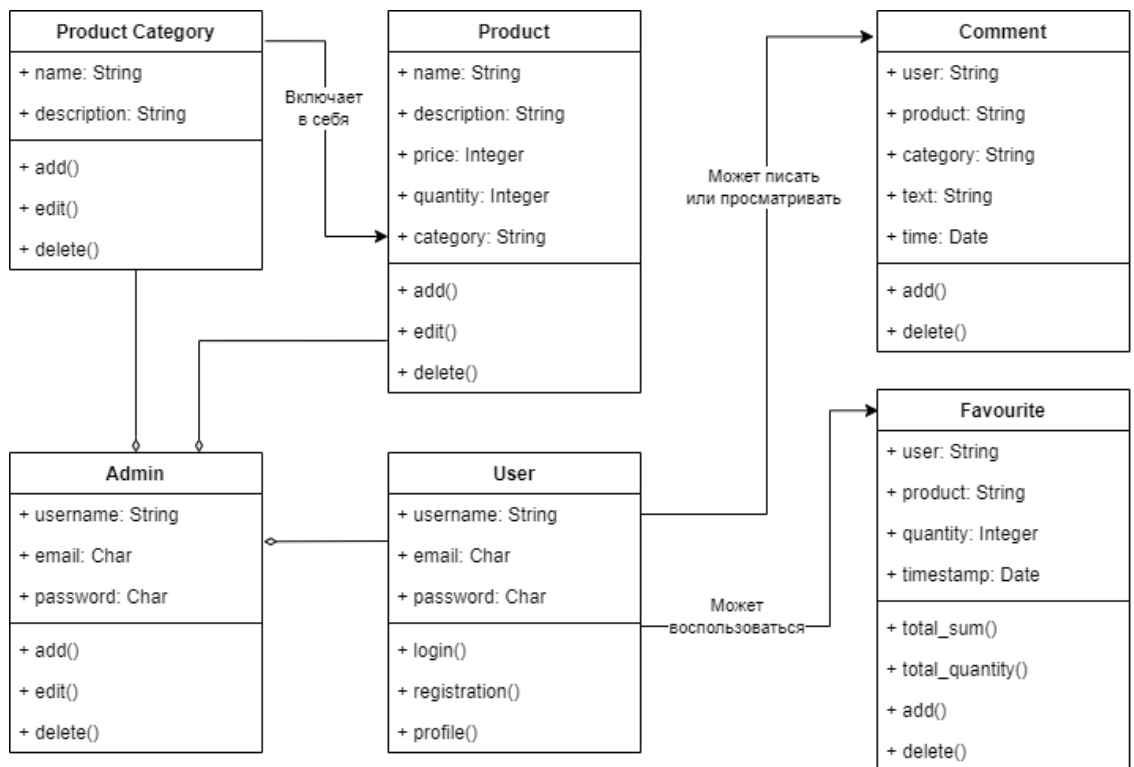 Product Category
+ name: String
+ description: String
+ add()
+ edit()
+ delete()
Включает
в себя
Product
+ name: String
+ description: String
+ price: Integer
+ quantity: Integer
+ category: String
+ add()
+ edit()
+ delete()
Может писать
или просматривать
Comment
+ user: String
+ product: String
+ category: String
+ text: String
+ time: Date
+ add()
+ delete()
Admin
+ username: String
+ email: Char
+ password: Char
+ add()
+ edit()
+ delete()
User
+ username: String
+ email: Char
+ password: Char
+ login()
+ registration()
+ profile()
Может
воспользоваться
Favourite
+ user: String
+ product: String
+ quantity: Integer
+ timestamp: Date
+ total_sum()
+ total_quantity()
+ add()
+ delete()